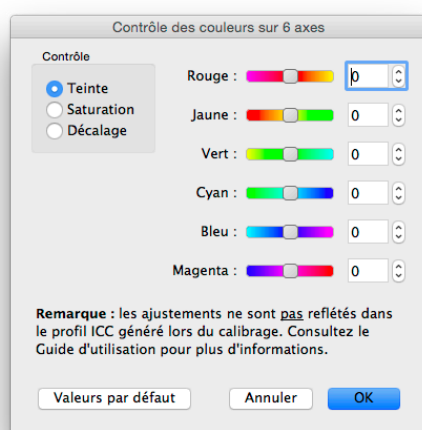 Contrôle des couleurs sur 6 axes
Contrôle
Teinte
Saturation
Décalage
Rouge : 0
Jaune : 0
Vert : 0
Cyan : 0
Bleu : 0
Magenta : 0
Remarque : les ajustements ne sont pas reflétés dans
le profil ICC généré lors du calibrage. Consultez le
Guide d'utilisation pour plus d'informations.
Valeurs par défaut Annuler OK